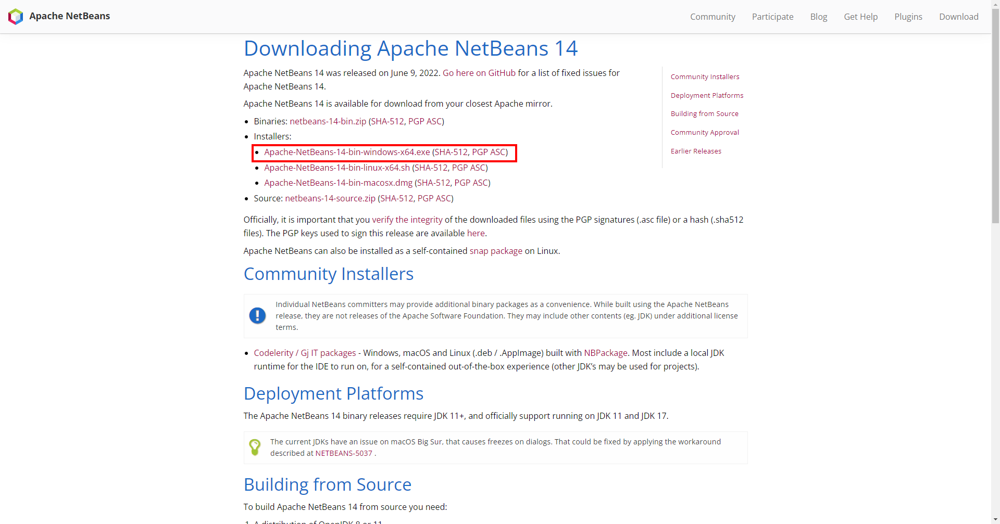 Apache NetBeans
Community Participate Blog Get Help Plugins Download
Downloading Apache NetBeans 14
Apache NetBeans 14 was released on June 9, 2022. Go here on GitHub for a list of fixed issues for
Apache NetBeans 14.
Apache NetBeans 14 is available for download from your closest Apache mirror.
• Binaries: netbeans-14-bin.zip (SHA-512, PGP ASC)
• Installers:
• Apache-NetBeans-14-bin-windows-x64.exe (SHA-512, PGP ASC)
• Apache-NetBeans-14-bin-linux-x64.sh (SHA-512, PGP ASC)
• Apache-NetBeans-14-bin-macosx.dmg (SHA-512, PGP ASC)
• Source: netbeans-14-source.zip (SHA-512, PGP ASC)
Community Installers
Deployment Platforms
Building from Source
Community Approval
Earlier Releases
Officially, it is important that you verify the integrity of the downloaded files using the PGP signatures (.asc file) or a hash (.sha512
files). The PGP keys used to sign this release are available here.
Apache NetBeans can also be installed as a self-contained snap package on Linux.
Community Installers
Individual NetBeans committers may provide additional binary packages as a convenience. While built using the Apache NetBeans
release, they are not releases of the Apache Software Foundation. They may include other contents (eg. JDK) under additional license
terms.
• Codelerity / Gj IT packages - Windows, macOS and Linux (.deb / .AppImage) built with NBPackage. Most include a local JDK
runtime for the IDE to run on, for a self-contained out-of-the-box experience (other JDK’s may be used for projects).
Deployment Platforms
The Apache NetBeans 14 binary releases require JDK 11+, and officially support running on JDK 11 and JDK 17.
The current JDKs have an issue on macOS Big Sur, that causes freezes on dialogs. That could be fixed by applying the workaround
described at NETBEANS-5037 .
Building from Source
To build Apache NetBeans 14 from source you need:
1. A distribution of OpenJDK 8 or 11